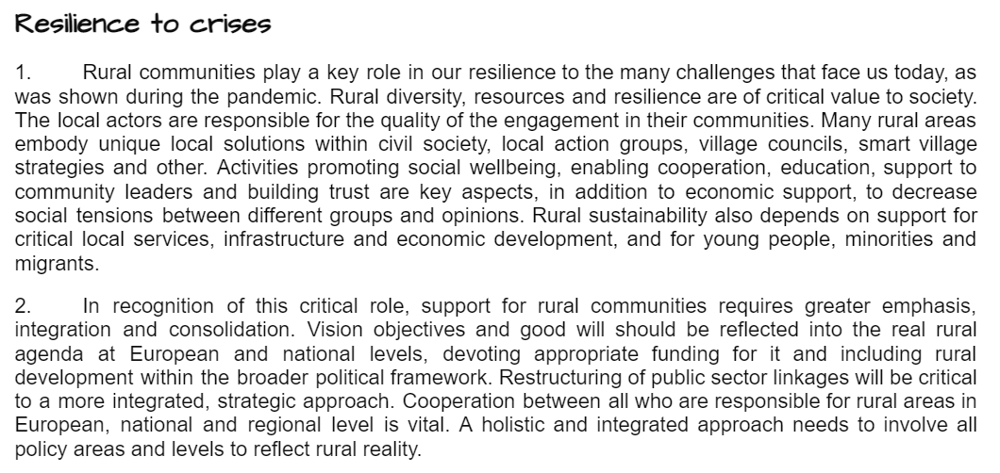 Resilience to crises
1. Rural communities play a key role in our resilience to the many challenges that face us today, as
was shown during the pandemic. Rural diversity, resources and resilience are of critical value to society.
The local actors are responsible for the quality of the engagement in their communities. Many rural areas
embody unique local solutions within civil society, local action groups, village councils, smart village
strategies and other. Activities promoting social wellbeing, enabling cooperation, education, support to
community leaders and building trust are key aspects, in addition to economic support, to decrease
social tensions between different groups and opinions. Rural sustainability also depends on support for
critical local services, infrastructure and economic development, and for young people, minorities and
migrants.
2. In recognition of this critical role, support for rural communities requires greater emphasis,
integration and consolidation. Vision objectives and good will should be reflected into the real rural
agenda at European and national levels, devoting appropriate funding for it and including rural
development within the broader political framework. Restructuring of public sector linkages will be critical
to a more integrated, strategic approach. Cooperation between all who are responsible for rural areas in
European, national and regional level is vital. A holistic and integrated approach needs to involve all
policy areas and levels to reflect rural reality.